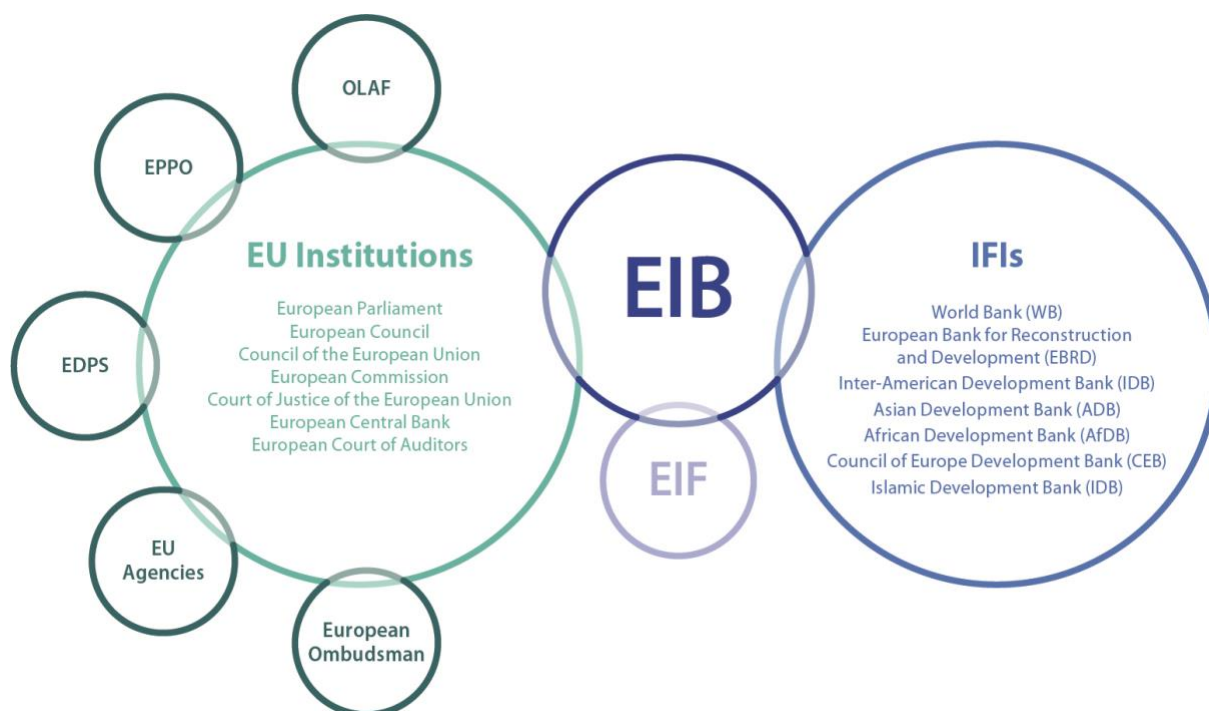 OLAF
EPPO
EDPS
EU
Agencies
European
Ombudsman
EU Institutions
European Parliament
European Council
Council of the European Union
European Commission
Court of Justice of the European Union
European Central Bank
European Court of Auditors
EIB
EIF
IFIs
World Bank (WB)
European Bank for Reconstruction
and Development (EBRD)
Inter-American Development Bank (IDB)
Asian Development Bank (ADB)
African Development Bank (AfDB)
Council of Europe Development Bank (CEB)
Islamic Development Bank (IDB)